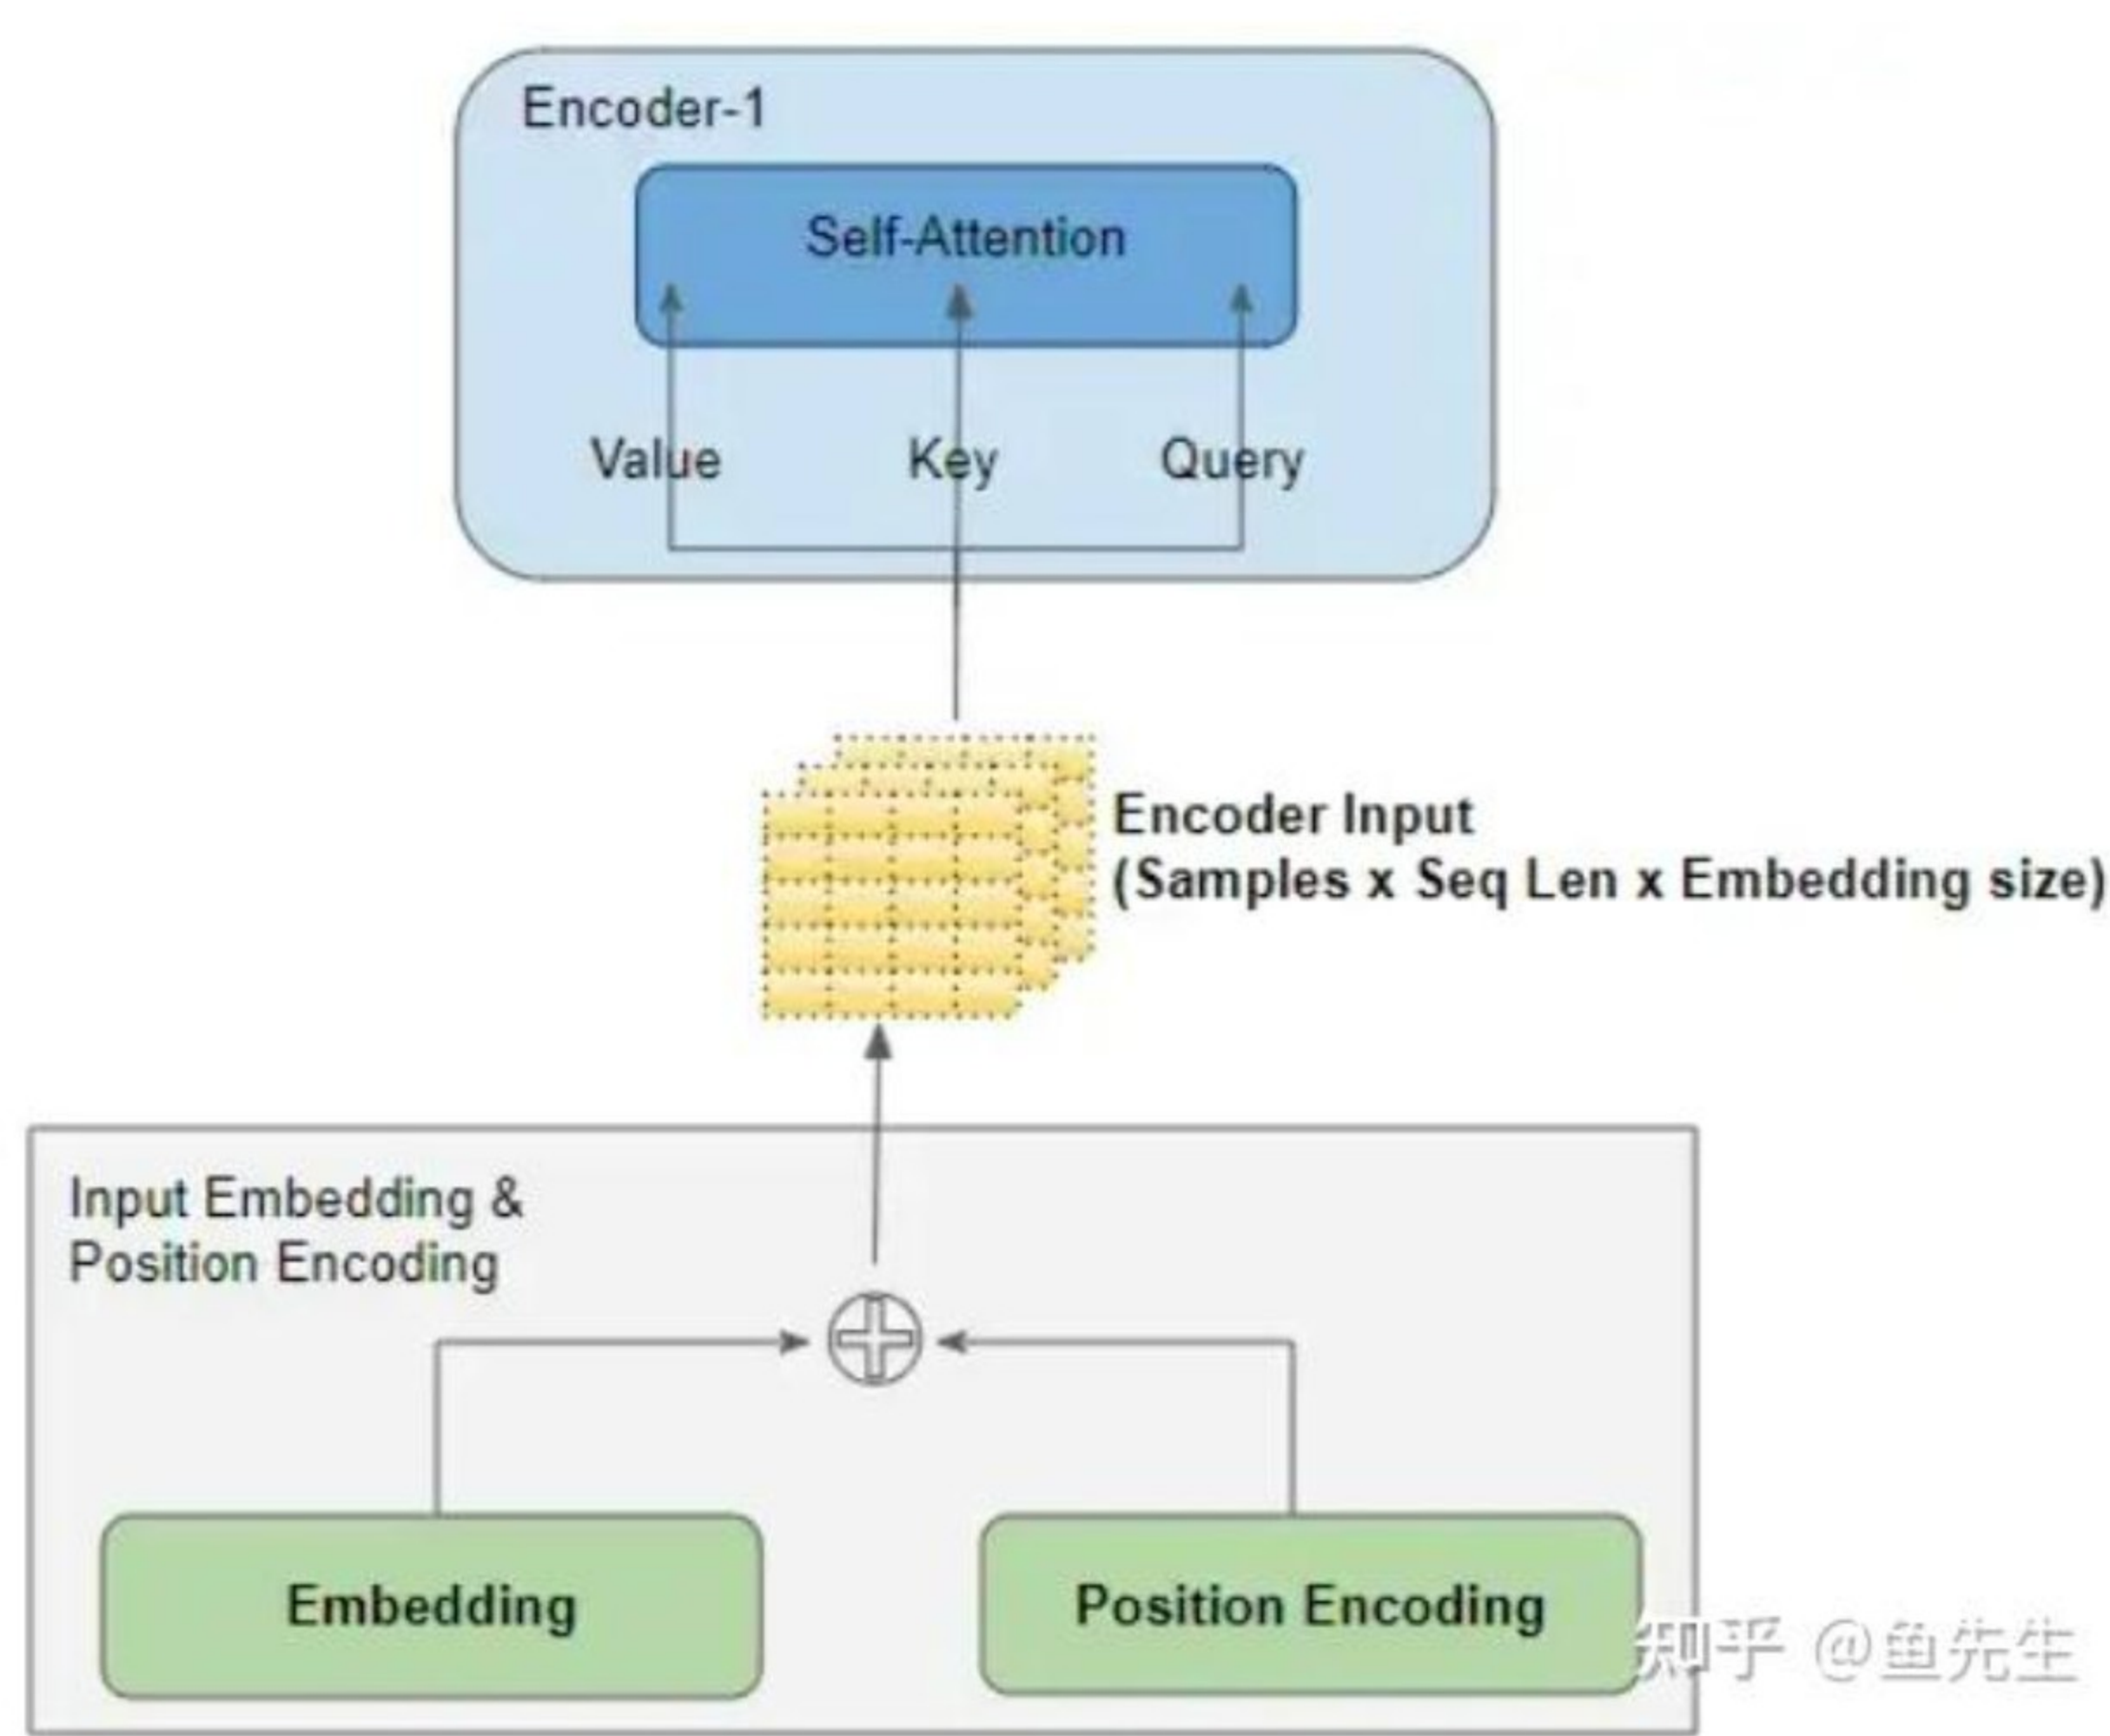 Encoder-1
Self-Attention
Value Key Query
Encoder Input
(Samples x Seq Len x Embedding size)
Input Embedding &
Position Encoding
Embedding
Position Encoding
知乎 @鱼先生